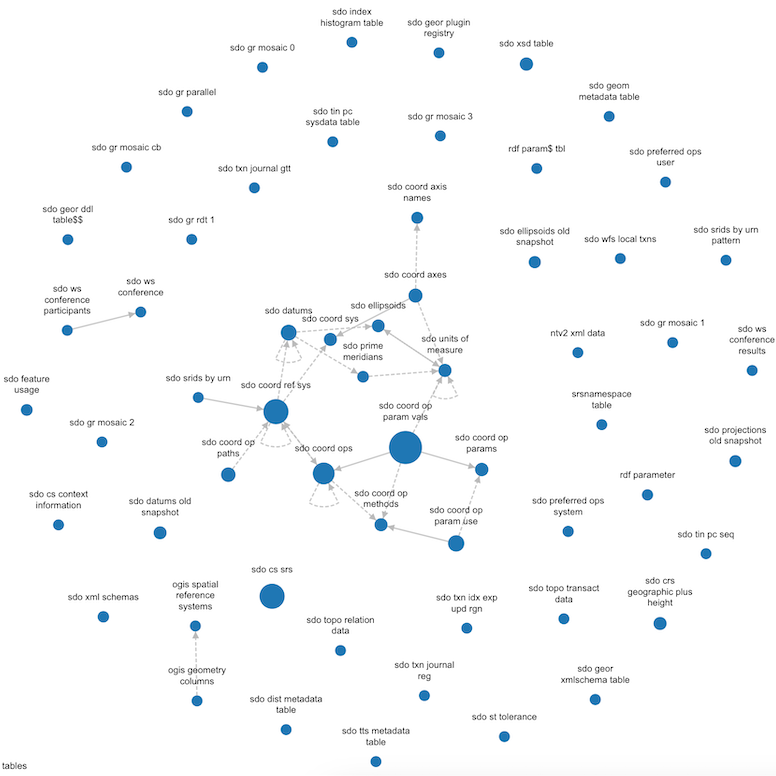 sdo index
histogram table
sdo geor plugin
registry
sdo xsd table
sdo gr mosaic 0
sdo geom
metadata table
sdo gr parallel
sdo tin pc
sysdata table
sdo gr mosaic 3
sdo gr mosaic cb
rdf param$ tbl
sdo preferred ops
user
sdo txn journal gtt
sdo coord axis
names
sdo geor ddl
table$$
sdo gr rdt 1
sdo ellipsoids old
snapshot
sdo wfs local txns
sdo srids by urn
pattern
sdo coord axes
sdo ws
conference
participants
sdo ws
conference
sdo datums
sdo coord sys
sdo ellipsoids
sdo prime
meridians
sdo units of
measure
ntv2 xml data
sdo gr mosaic 1
sdo ws
conference
results
sdo feature
usage
sdo srids by urn
sdo coord ref sys
sdo coord op
param vals
srsnamespace
table
sdo gr mosaic 2
sdo coord op
paths
sdo coord ops
sdo coord op
params
sdo projections
old snapshot
rdf parameter
sdo cs context
information
sdo datums old
snapshot
sdo coord op
methods
sdo coord op
param use
sdo preferred ops
system
sdo tin pc seq
sdo cs srs
sdo xml schemas
ogis spatial
reference
systems
sdo txn idx exp
upd rgn
sdo topo transact
data
sdo crs
geographic plus
height
sdo topo relation
data
ogis geometry
columns
sdo txn journal
reg
sdo geor
xmlschema table
sdo dist metadata
table
sdo st tolerance
sdo tts metadata
table
tables